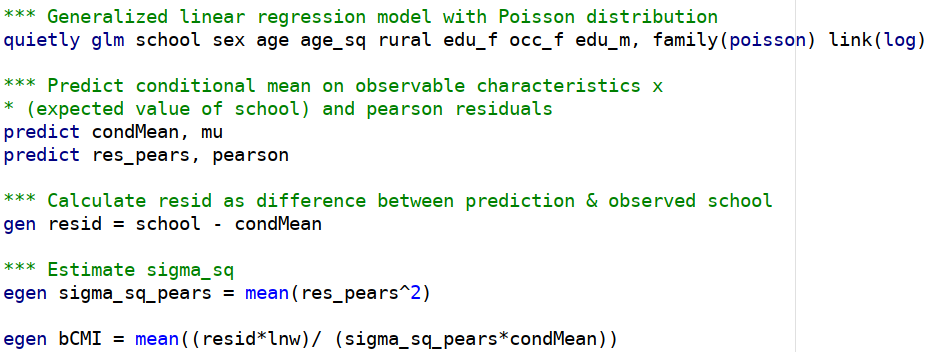 *** Generalized linear regression model with Poisson distribution
quietly glm school sex age age_sq rural edu_f occ_f edu_m, family(poisson) link(log)
*** Predict conditional mean on observable characteristics x
* (expected value of school) and pearson residuals
predict condMean, mu
predict res_pears, pearson
*** Calculate resid as difference between prediction & observed school
gen resid = school - condMean
*** Estimate sigma_sq
egen sigma_sq_pears = mean(res_pears^2)
egen bCMI = mean((resid*lnw)/ (sigma_sq_pears*condMean))